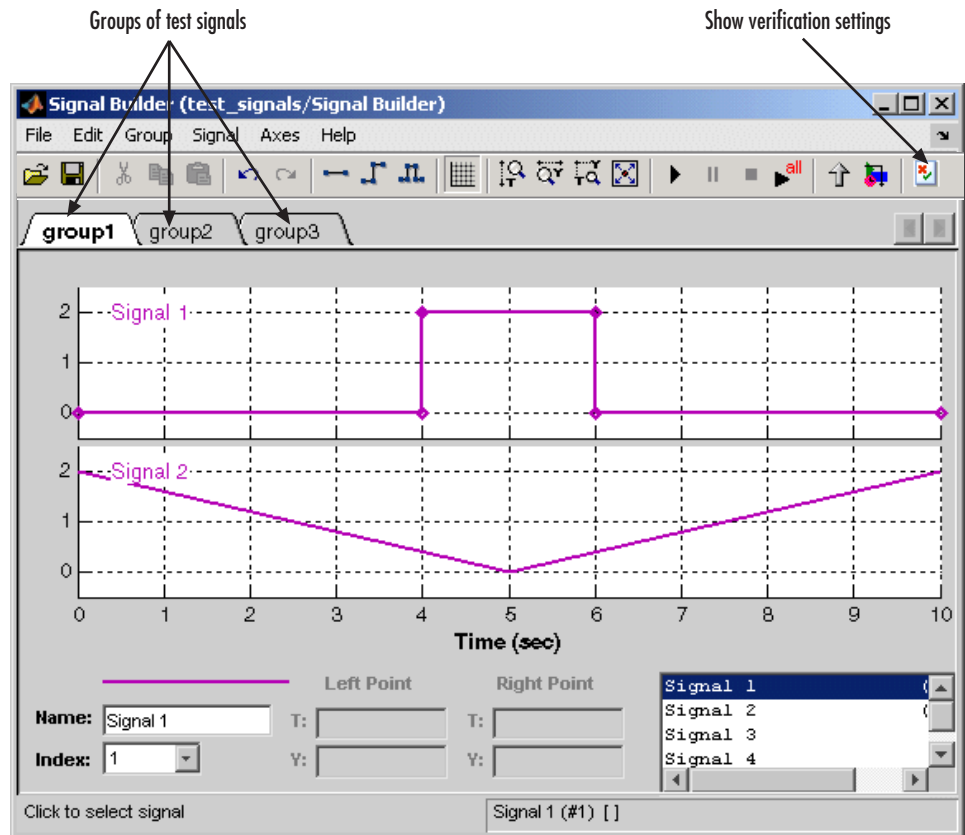 Groups of test signals
Show verification settings
Signal Builder (test_signals/Signal Builder)
File Edit Group Signal Axes Help
all
group1 group2 group3
2
Signal 1
1
0
2
Signal 2
1
0
0 1 2 3 4 5 6 7 8 9 10
Time (sec)
Left Point Right Point
Name: Signal 1 T: T:
Index: 1 Y: Y:
Signal 1 (
Signal 2 (
Signal 3
Signal 4
Click to select signal
Signal 1 (#1) [ ]